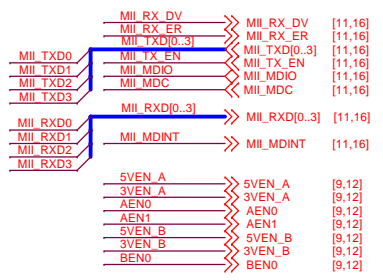 MII_RX_DV MII_RX_DV [11,16]
MII_RX_ER MII_RX_ER [11,16]
MII_TXD[0..3] MII_TXD[0..3] [11,16]
MII_TXD0 MII_TX_EN MII_TX_EN [11,16]
MII_TXD1 MII_MDIO MII_MDIO [11,16]
MII_TXD2 MII_MDC MII_MDC [11,16]
MII_TXD3
MII_RXD[0..3] MII_RXD[0..3] [11,16]
MII_RXD0
MII_RXD1 MII_MDINT MII_MDINT [11,16]
MII_RXD2
MII_RXD3
5VEN_A 5VEN_A [9,12]
3VEN_A 3VEN_A [9,12]
AEN0 AEN0 [9,12]
AEN1 AEN1 [9,12]
5VEN_B 5VEN_B [9,12]
3VEN_B 3VEN_B [9,12]
BEN0 BEN0 [9,12]